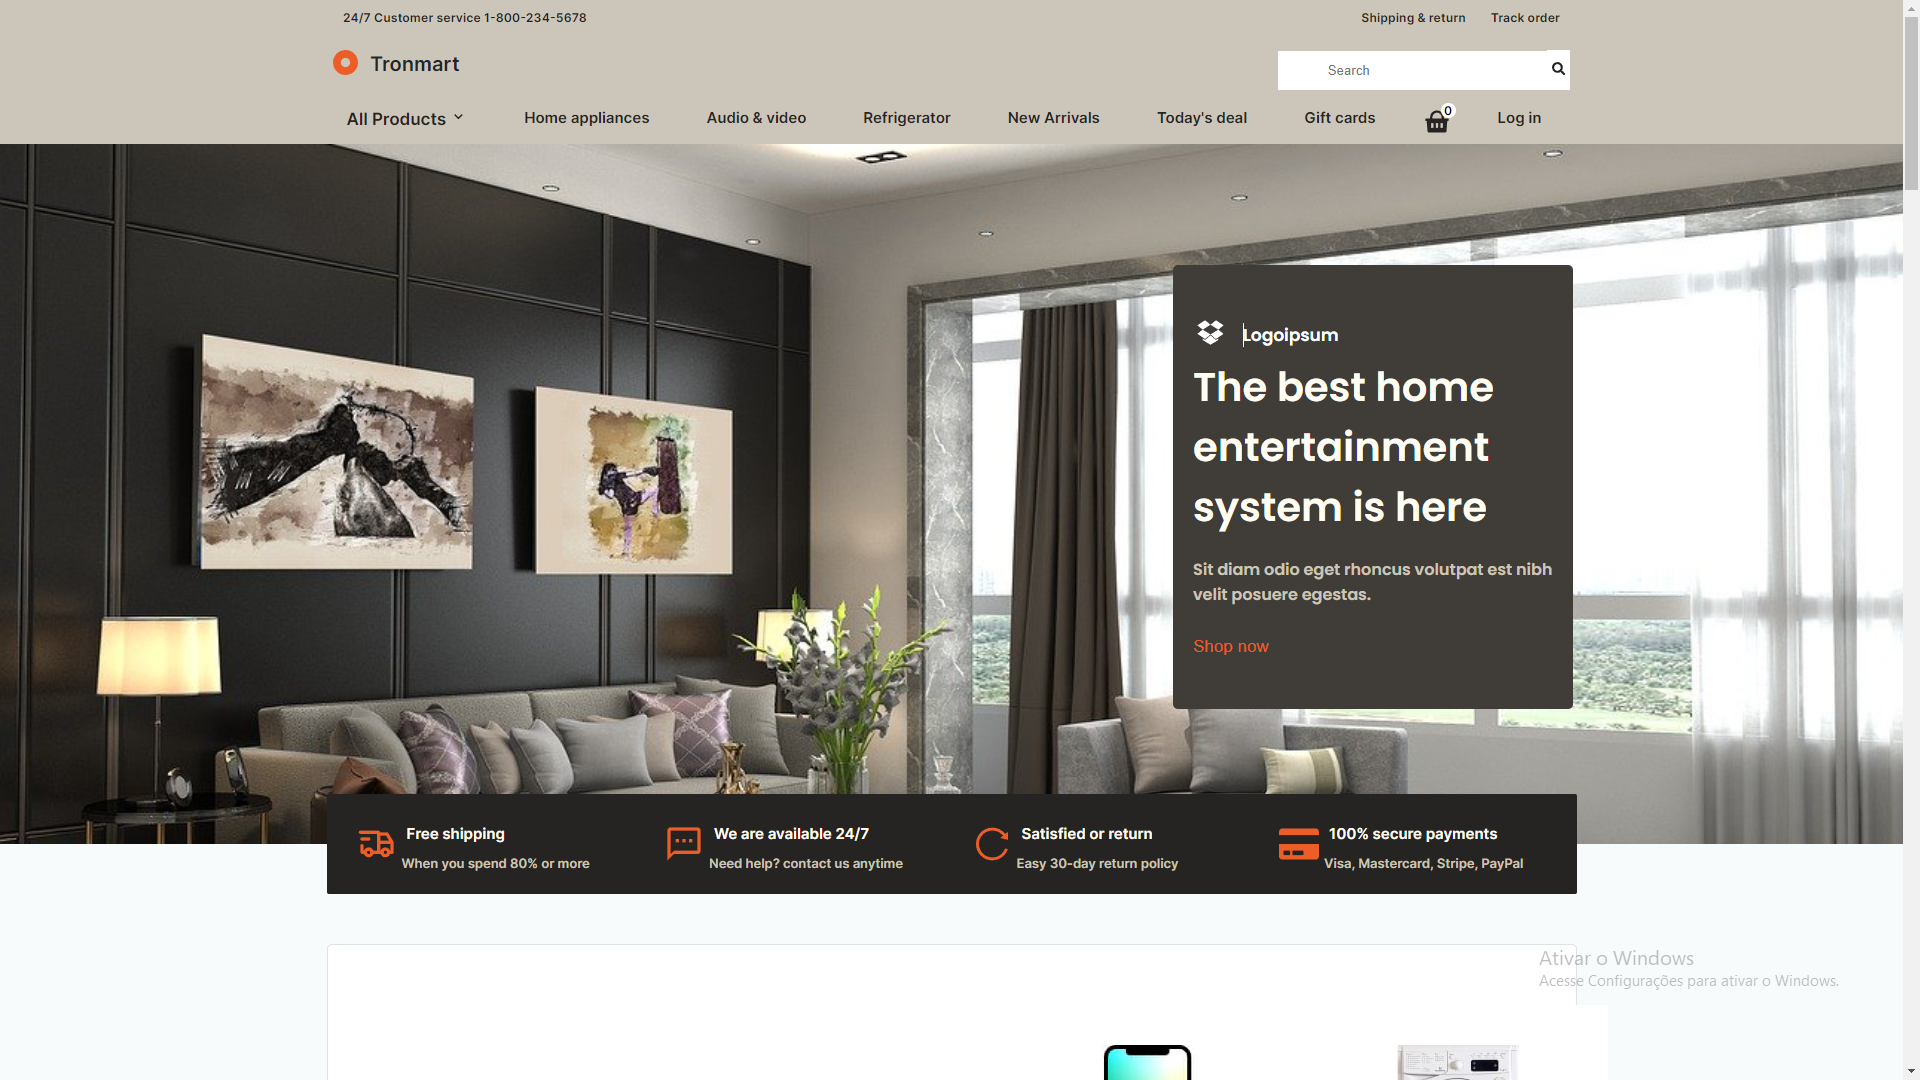 24/7 Customer service 1-800-234-5678
Shipping & return
Track order
Tronmart
Search
All Products
Home appliances
Audio & video
Refrigerator
New Arrivals
Today's deal
Gift cards
0
Log in
Logoipsum
The best home
entertainment
system is here
Sit diam odio eget rhoncus volutpat est nibh
velit posuere egestas.
Shop now
Free shipping
When you spend 80% or more
We are available 24/7
Need help? contact us anytime
Satisfied or return
Easy 30-day return policy
100% secure payments
Visa, Mastercard, Stripe, PayPal
Ativar o Windows
Acesse Configurações para ativar o Windows.